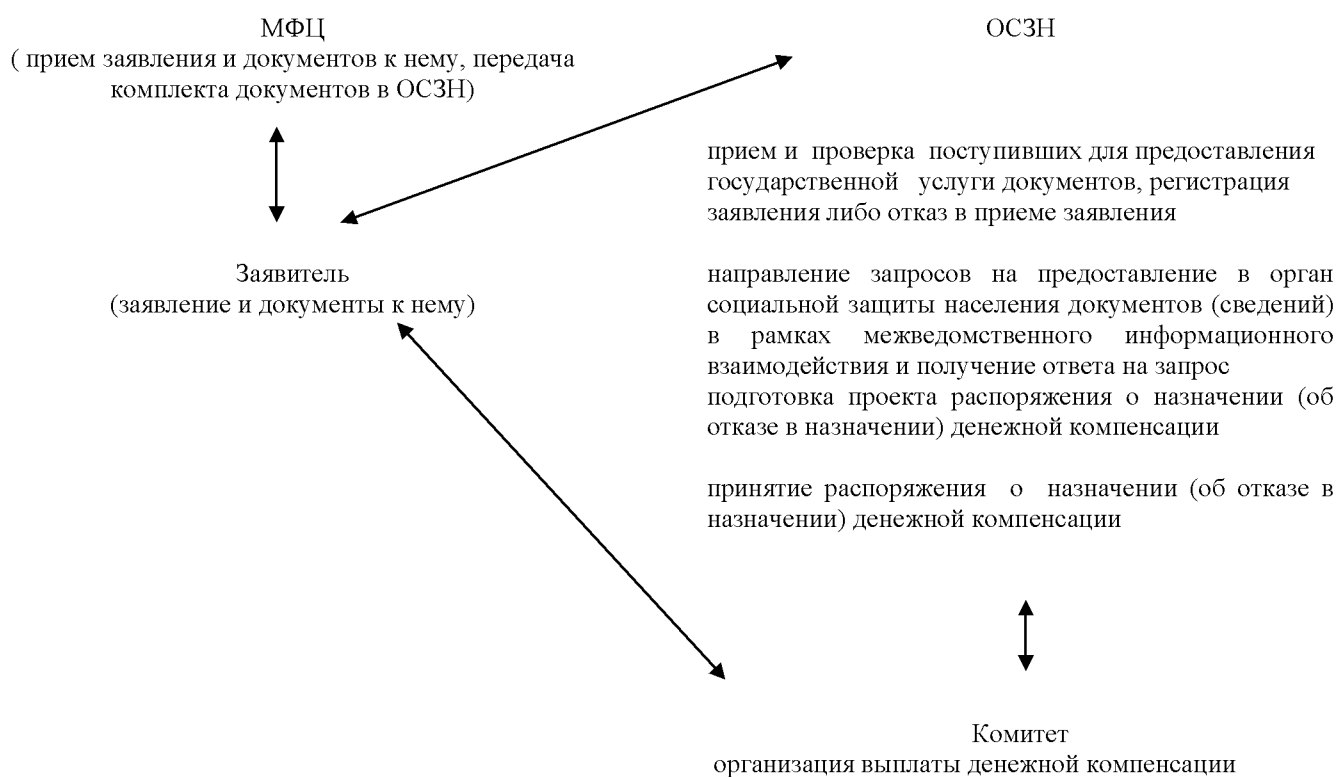 МФЦ
( прием заявления и документов к нему, передача
комплекта документов в ОСЗН)
Заявитель
(заявление и документы к нему)
ОСЗН
прием и проверка поступивших для предоставления
государственной услуги документов, регистрация
заявления либо отказ в приеме заявления
направление запросов на предоставление в орган
социальной защиты населения документов (сведений)
в рамках межведомственного информационного
взаимодействия и получение ответа на запрос
подготовка проекта распоряжения о назначении (об
отказе в назначении) денежной компенсации
принятие распоряжения о назначении (об отказе в
назначении) денежной компенсации
Комитет
организация выплаты денежной компенсации